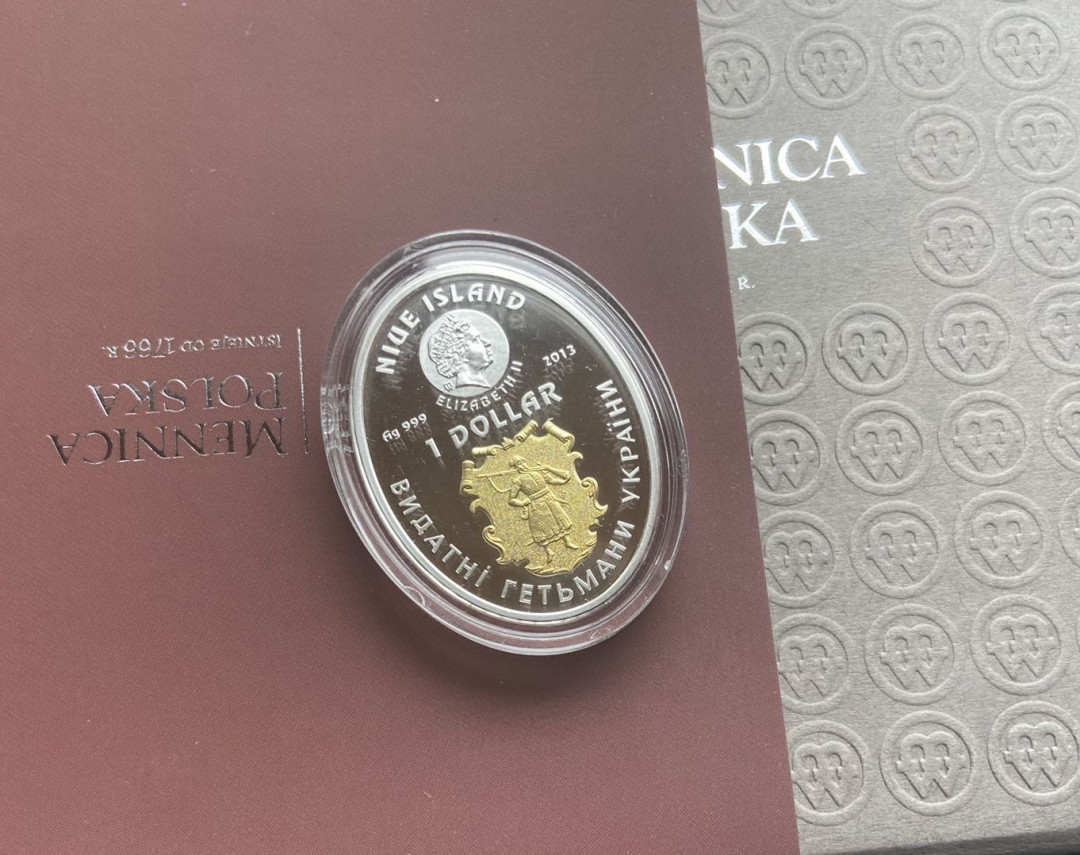 NIUE ISLAND
ELIZABETH II
2013
Ag 999
1 DOLLAR
ВИДАТНІ ГЕТЬМАНИ УКРАЇНИ
MENNICA
POLSKA
ISTNIEJE OD 1766 R.
NICA
KA
R.